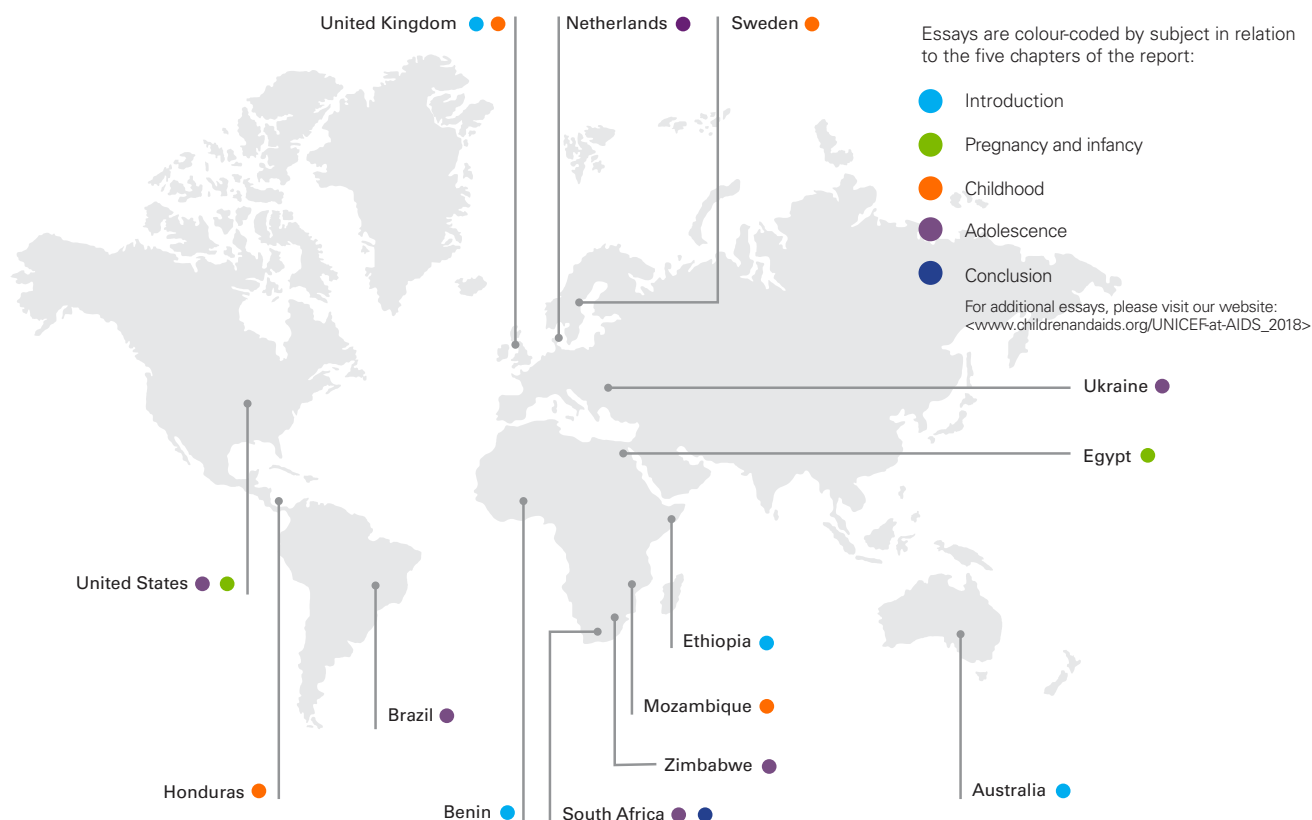 United Kingdom
Netherlands
Sweden
Essays are colour-coded by subject in relation
to the five chapters of the report:
Introduction
Pregnancy and infancy
Childhood
Adolescence
Conclusion
For additional essays, please visit our website:
<www.childrenandaids.org/UNICEF-at-AIDS_2018>
Ukraine
Egypt
United States
Ethiopia
Mozambique
Brazil
Zimbabwe
Honduras
Australia
Benin
South Africa